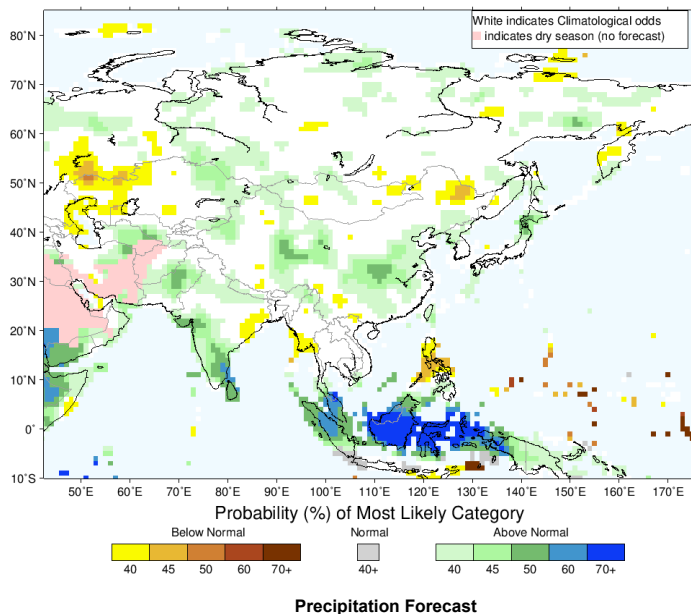 White indicates Climatological odds
indicates dry season (no forecast)
80°N
70°N
60°N
50°N
40°N
30°N
20°N
10°N
0°
10°S
50°E 60°E 70°E 80°E 90°E 100°E 110°E 120°E 130°E 140°E 150°E 160°E 170°E
Probability (%) of Most Likely Category
Below Normal Normal Above Normal
40 45 50 60 70+ 40+ 40 45 50 60 70+
Precipitation Forecast